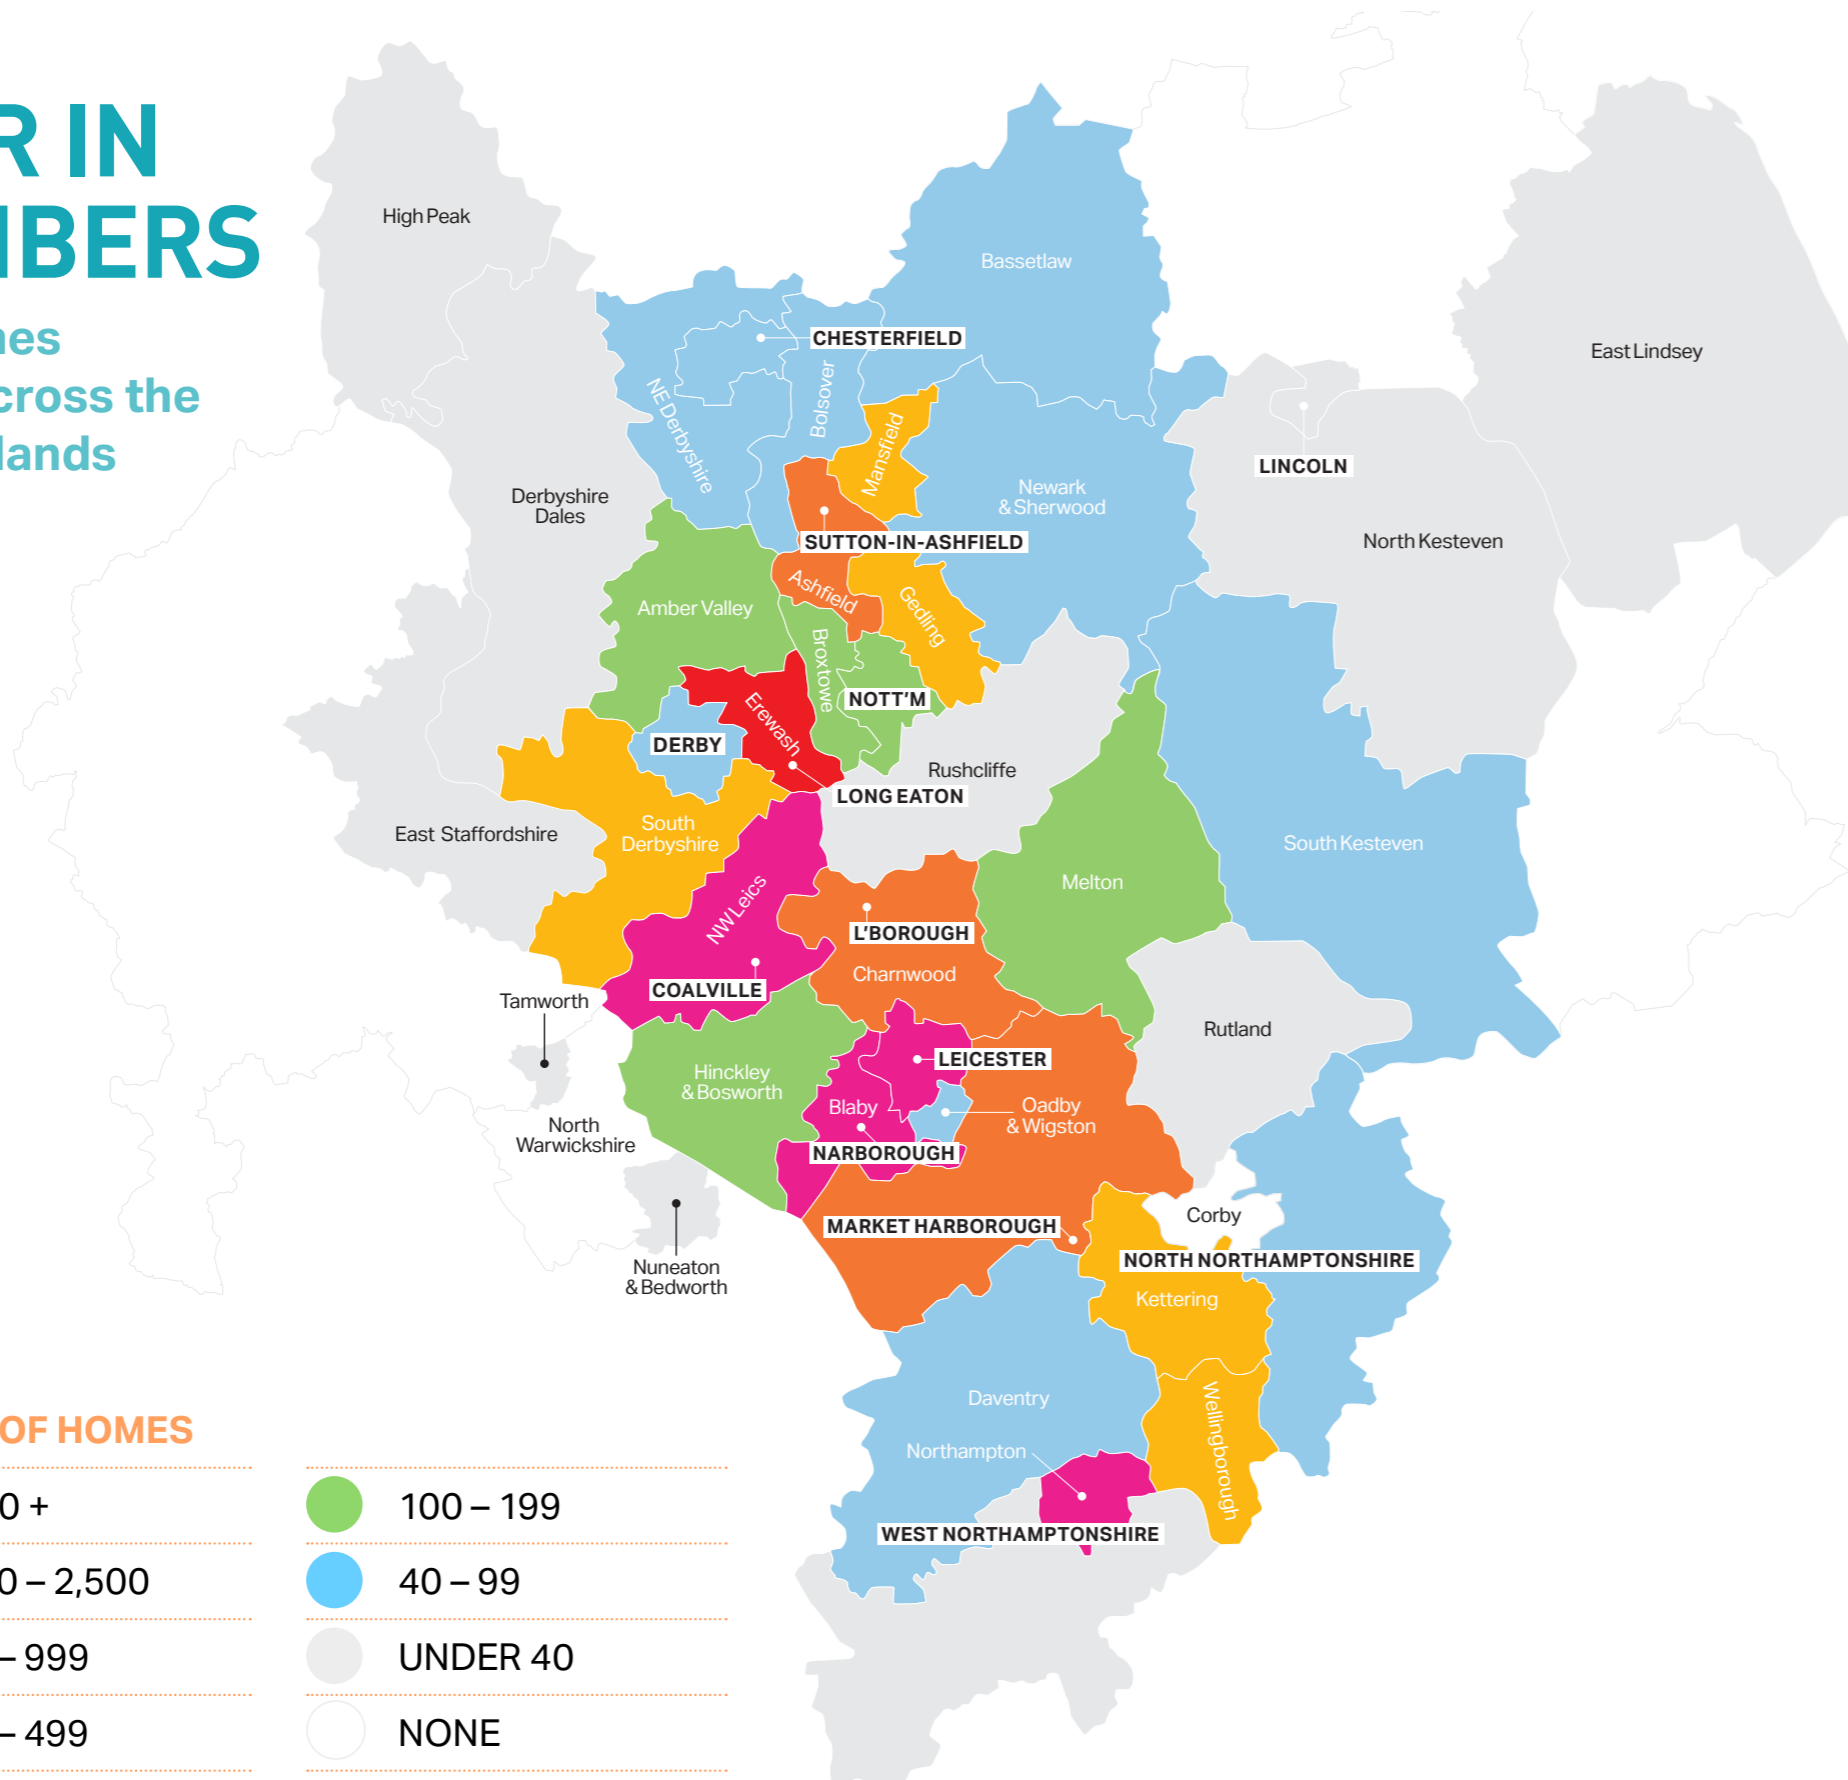 R IN
IBERS
nes
cross the
lands
High Peak
Bassetlaw
East Lindsey
CHESTERFIELD
NE Derbyshire
Bolsover
Mansfield
LINCOLN
Derbyshire
Dales
Newark
& Sherwood
North Kesteven
SUTTON-IN-ASHFIELD
Ashfield
Gedling
Amber Valley
Broxtowe
NOTT'M
Erewash
DERBY
Rushcliffe
LONG EATON
South
Derbyshire
East Staffordshire
South Kesteven
Melton
NW Leics
L'BOROUGH
Charnwood
COALVILLE
Tamworth
Rutland
LEICESTER
Hinckley
& Bosworth
Blaby
Oadby
& Wigston
North
Warwickshire
NARBOROUGH
Corby
MARKET HARBOROUGH
NORTH NORTHAMPTONSHIRE
Nuneaton
& Bedworth
Kettering
Daventry
Wellingborough
Northampton
WEST NORTHAMPTONSHIRE
OF HOMES
0 +
0 – 2,500
– 999
– 499
100 – 199
40 – 99
UNDER 40
NONE